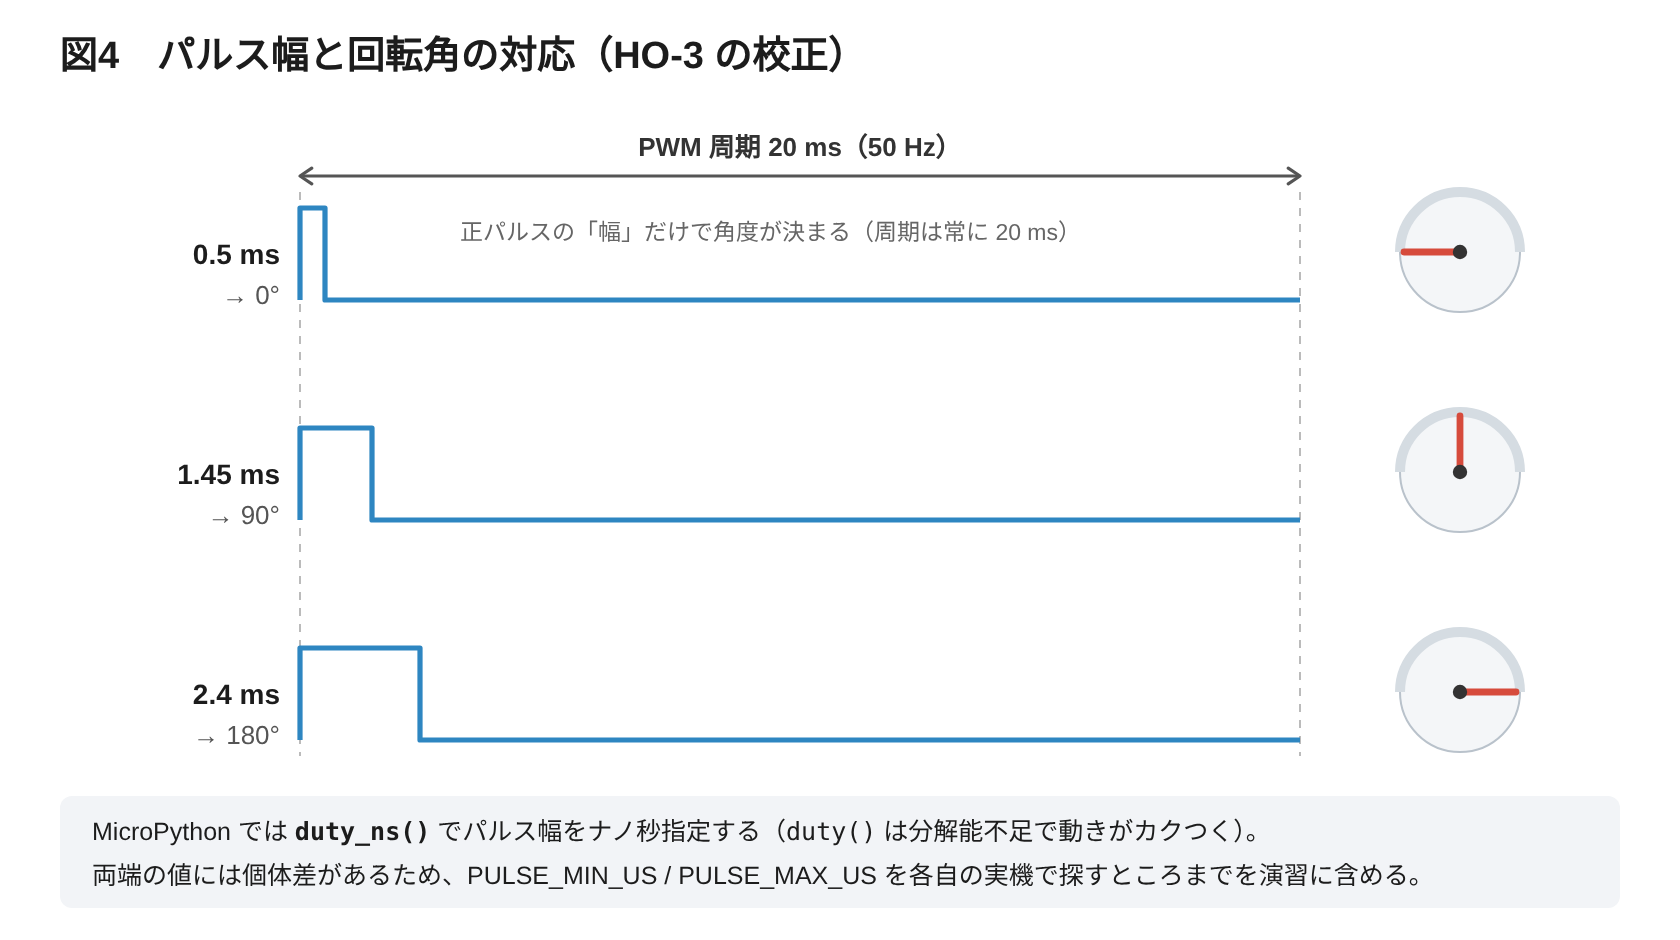 図4　パルス幅と回転角の対応（HO-3 の校正）
PWM 周期 20 ms（50 Hz）
正パルスの「幅」だけで角度が決まる（周期は常に 20 ms）
0.5 ms
→ 0°
1.45 ms
→ 90°
2.4 ms
→ 180°
MicroPython では duty_ns() でパルス幅をナノ秒指定する（duty() は分解能不足で動きがカクつく）。
両端の値には個体差があるため、PULSE_MIN_US / PULSE_MAX_US を各自の実機で探すところまでを演習に含める。